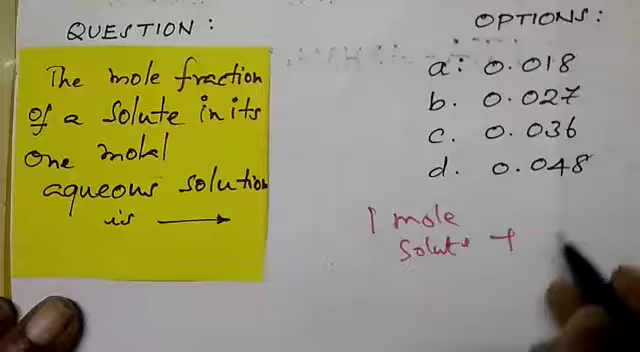 QUESTION :
The mole fraction
of a solute in its
one molal
aqueous solution
is →
OPTIONS :
a: 0.018
b. 0.027
c. 0.036
d. 0.048
1 mole
solute +